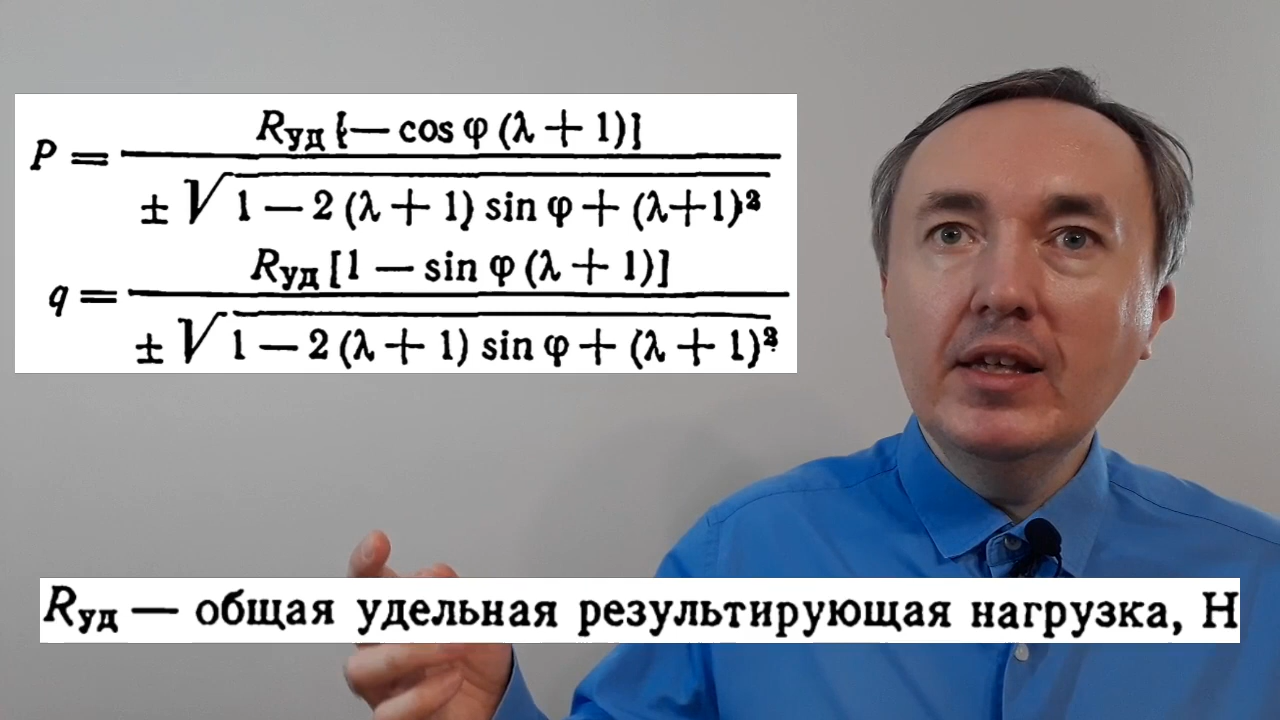 P = R_уд [— cos φ (λ + 1)] / ± √(1 — 2 (λ + 1) sin φ + (λ+1)²)
q = R_уд [1 — sin φ (λ + 1)] / ± √(1 — 2 (λ + 1) sin φ + (λ + 1)²)
R_уд — общая удельная результирующая нагрузка, Н